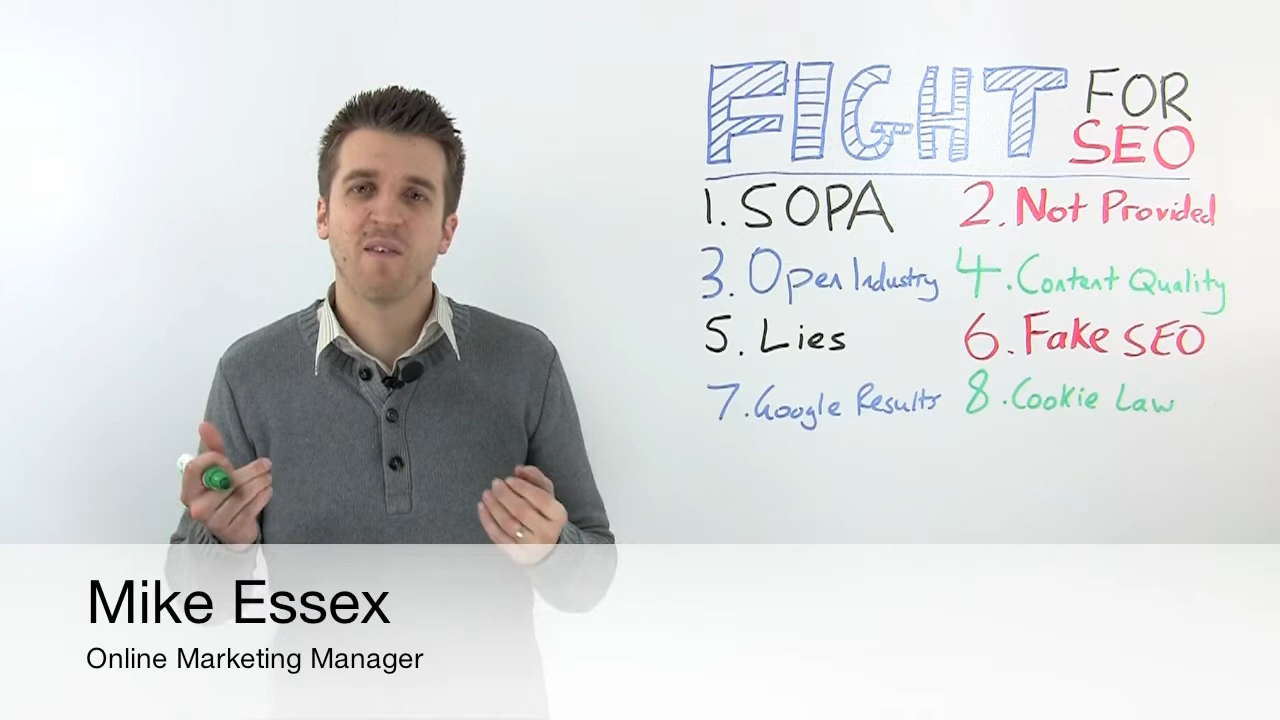 FIGHT FOR
SEO
1. SOPA
2. Not Provided
3. Open Industry
4. Content Quality
5. Lies
6. Fake SEO
7. Google Results
8. Cookie Law
Mike Essex
Online Marketing Manager